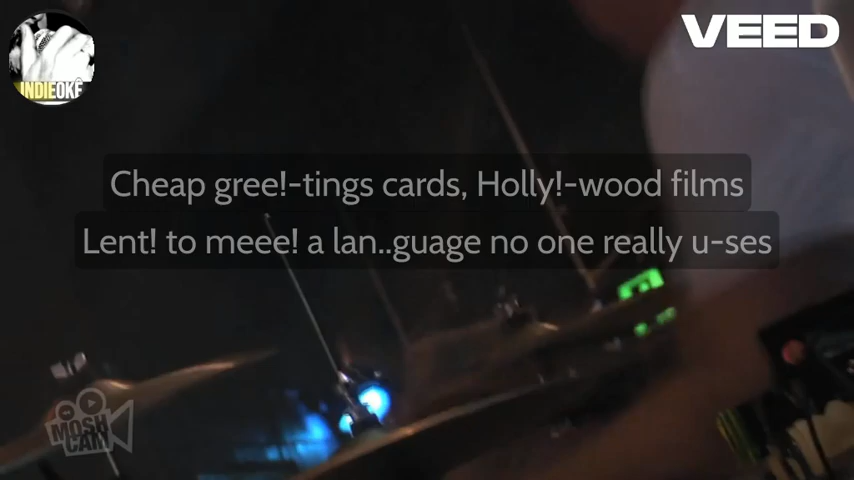 VEED
INDIEOKÊ
Cheap gree!-tings cards, Holly!-wood films
Lent! to meee! a lan..guage no one really u-ses
MOSH
CAM